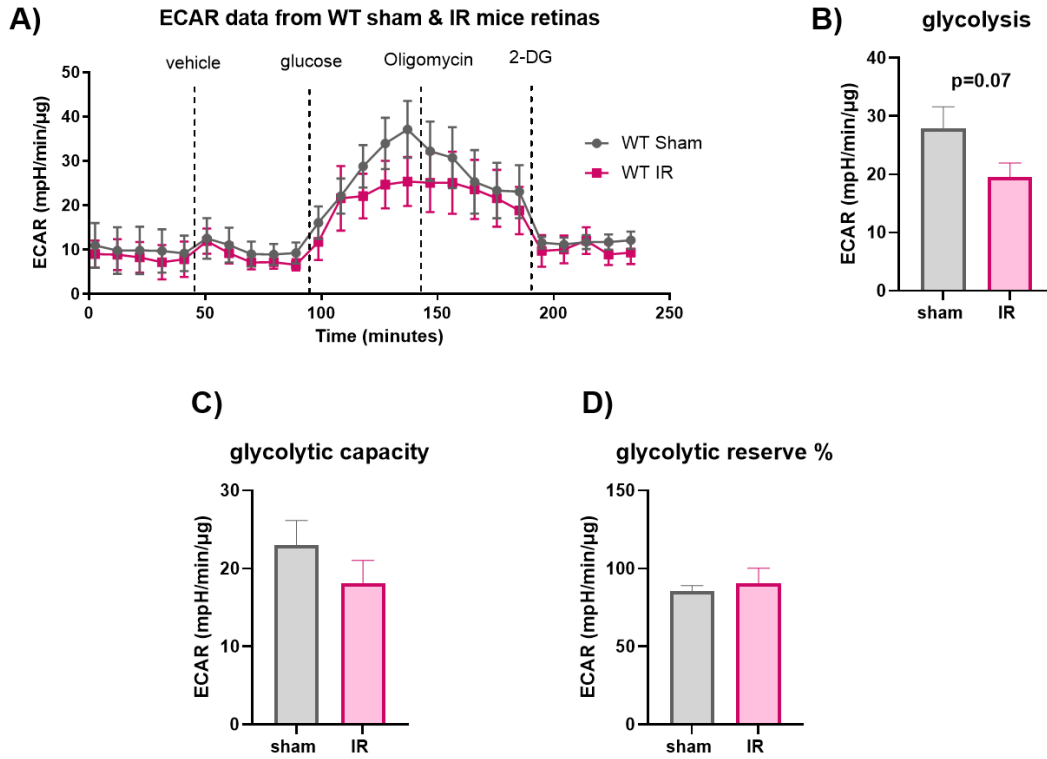 A)
ECAR data from WT sham & IR mice retinas
vehicle
glucose
Oligomycin
2-DG
50
40
30
20
10
0
ECAR (mpH/min/µg)
0
50
100
150
200
250
Time (minutes)
WT Sham
WT IR
B)
glycolysis
p=0.07
40
30
20
10
0
ECAR (mpH/min/µg)
sham
IR
C)
glycolytic capacity
30
20
10
0
ECAR (mpH/min/µg)
sham
IR
D)
glycolytic reserve %
150
100
50
0
ECAR (mpH/min/µg)
sham
IR